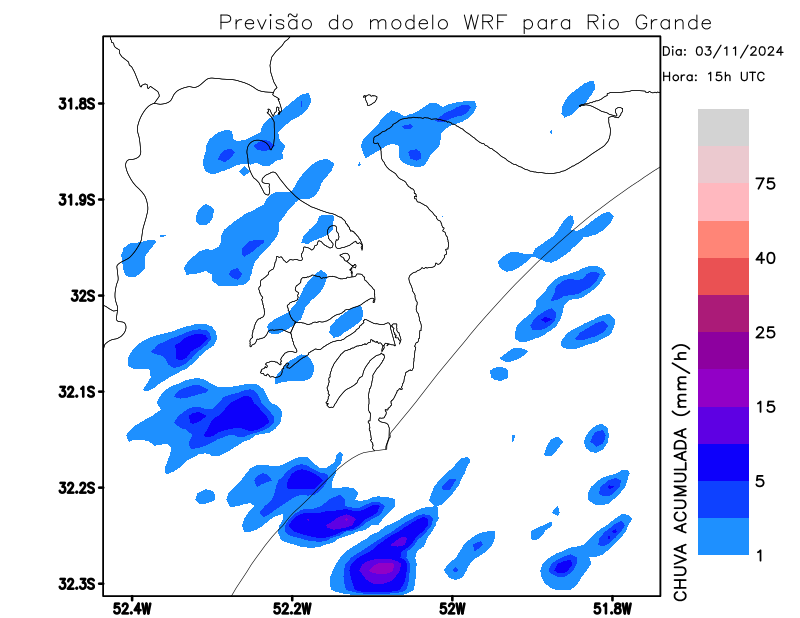 Previsão do modelo WRF para Rio Grande
Dia: 03/11/2024
Hora: 15h UTC
31.8S
31.9S
32S
32.1S
32.2S
32.3S
52.4W
52.2W
52W
51.8W
75
40
25
15
5
1
CHUVA ACUMULADA (mm/h)